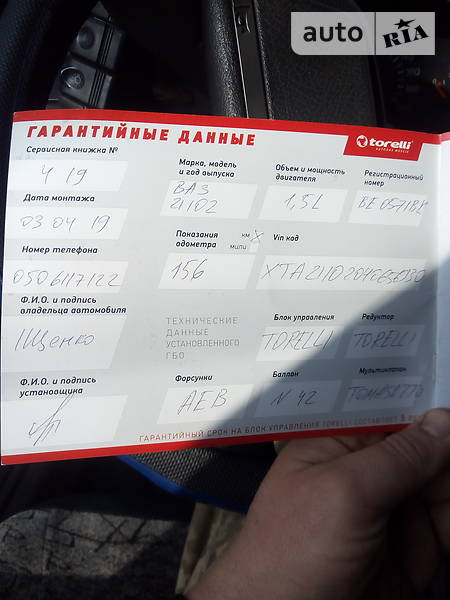 auto RIA
ГАРАНТИЙНЫЕ ДАННЫЕ
torelli
Сервисная книжка №
Ч 19
Марка, модель
и год выпуска
ВАЗ
21102
Объем и мощность
двигателя
1,5L
Регистрационный
номер
Дата монтажа
03 04 19
Номер телефона
0506117122
Показания
одометра
км X
мили
156
Vin код
Ф.И.О. и подпись
владельца автомобиля
ІЩенко
ТЕХНИЧЕСКИЕ
ДАННЫЕ
УСТАНОВЛЕННОГО
ГБО
Блок управления
TORELLI
Редуктор
TORELLI
Ф.И.О. и подпись
установщика
Форсунки
AEB
Баллон
N 42
Мультиклапан
ГАРАНТИЙНЫЙ СРОК НА БЛОК УПРАВЛЕНИЯ TORELLI СОСТАВЛЯЕТ